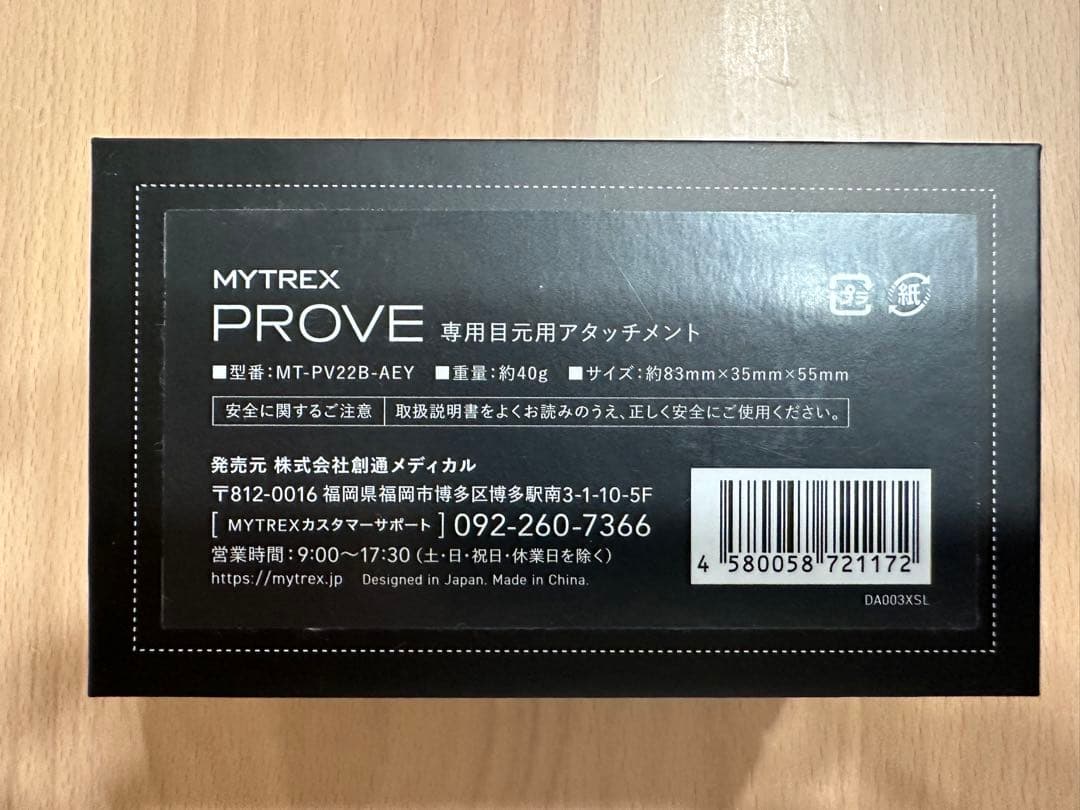 MYTREX
PROVE 専用目元用アタッチメント
プラ
紙
■型番：MT-PV22B-AEY ■重量：約40g ■サイズ：約83mm×35mm×55mm
安全に関するご注意 取扱説明書をよくお読みのうえ、正しく安全にご使用ください。
発売元 株式会社創通メディカル
〒812-0016 福岡県福岡市博多区博多駅南3-1-10-5F
[ MYTREXカスタマーサポート ] 092-260-7366
営業時間：9:00〜17:30（土・日・祝日・休業日を除く）
https://mytrex.jp Designed in Japan. Made in China.
4 580058 721172
DA003XSL